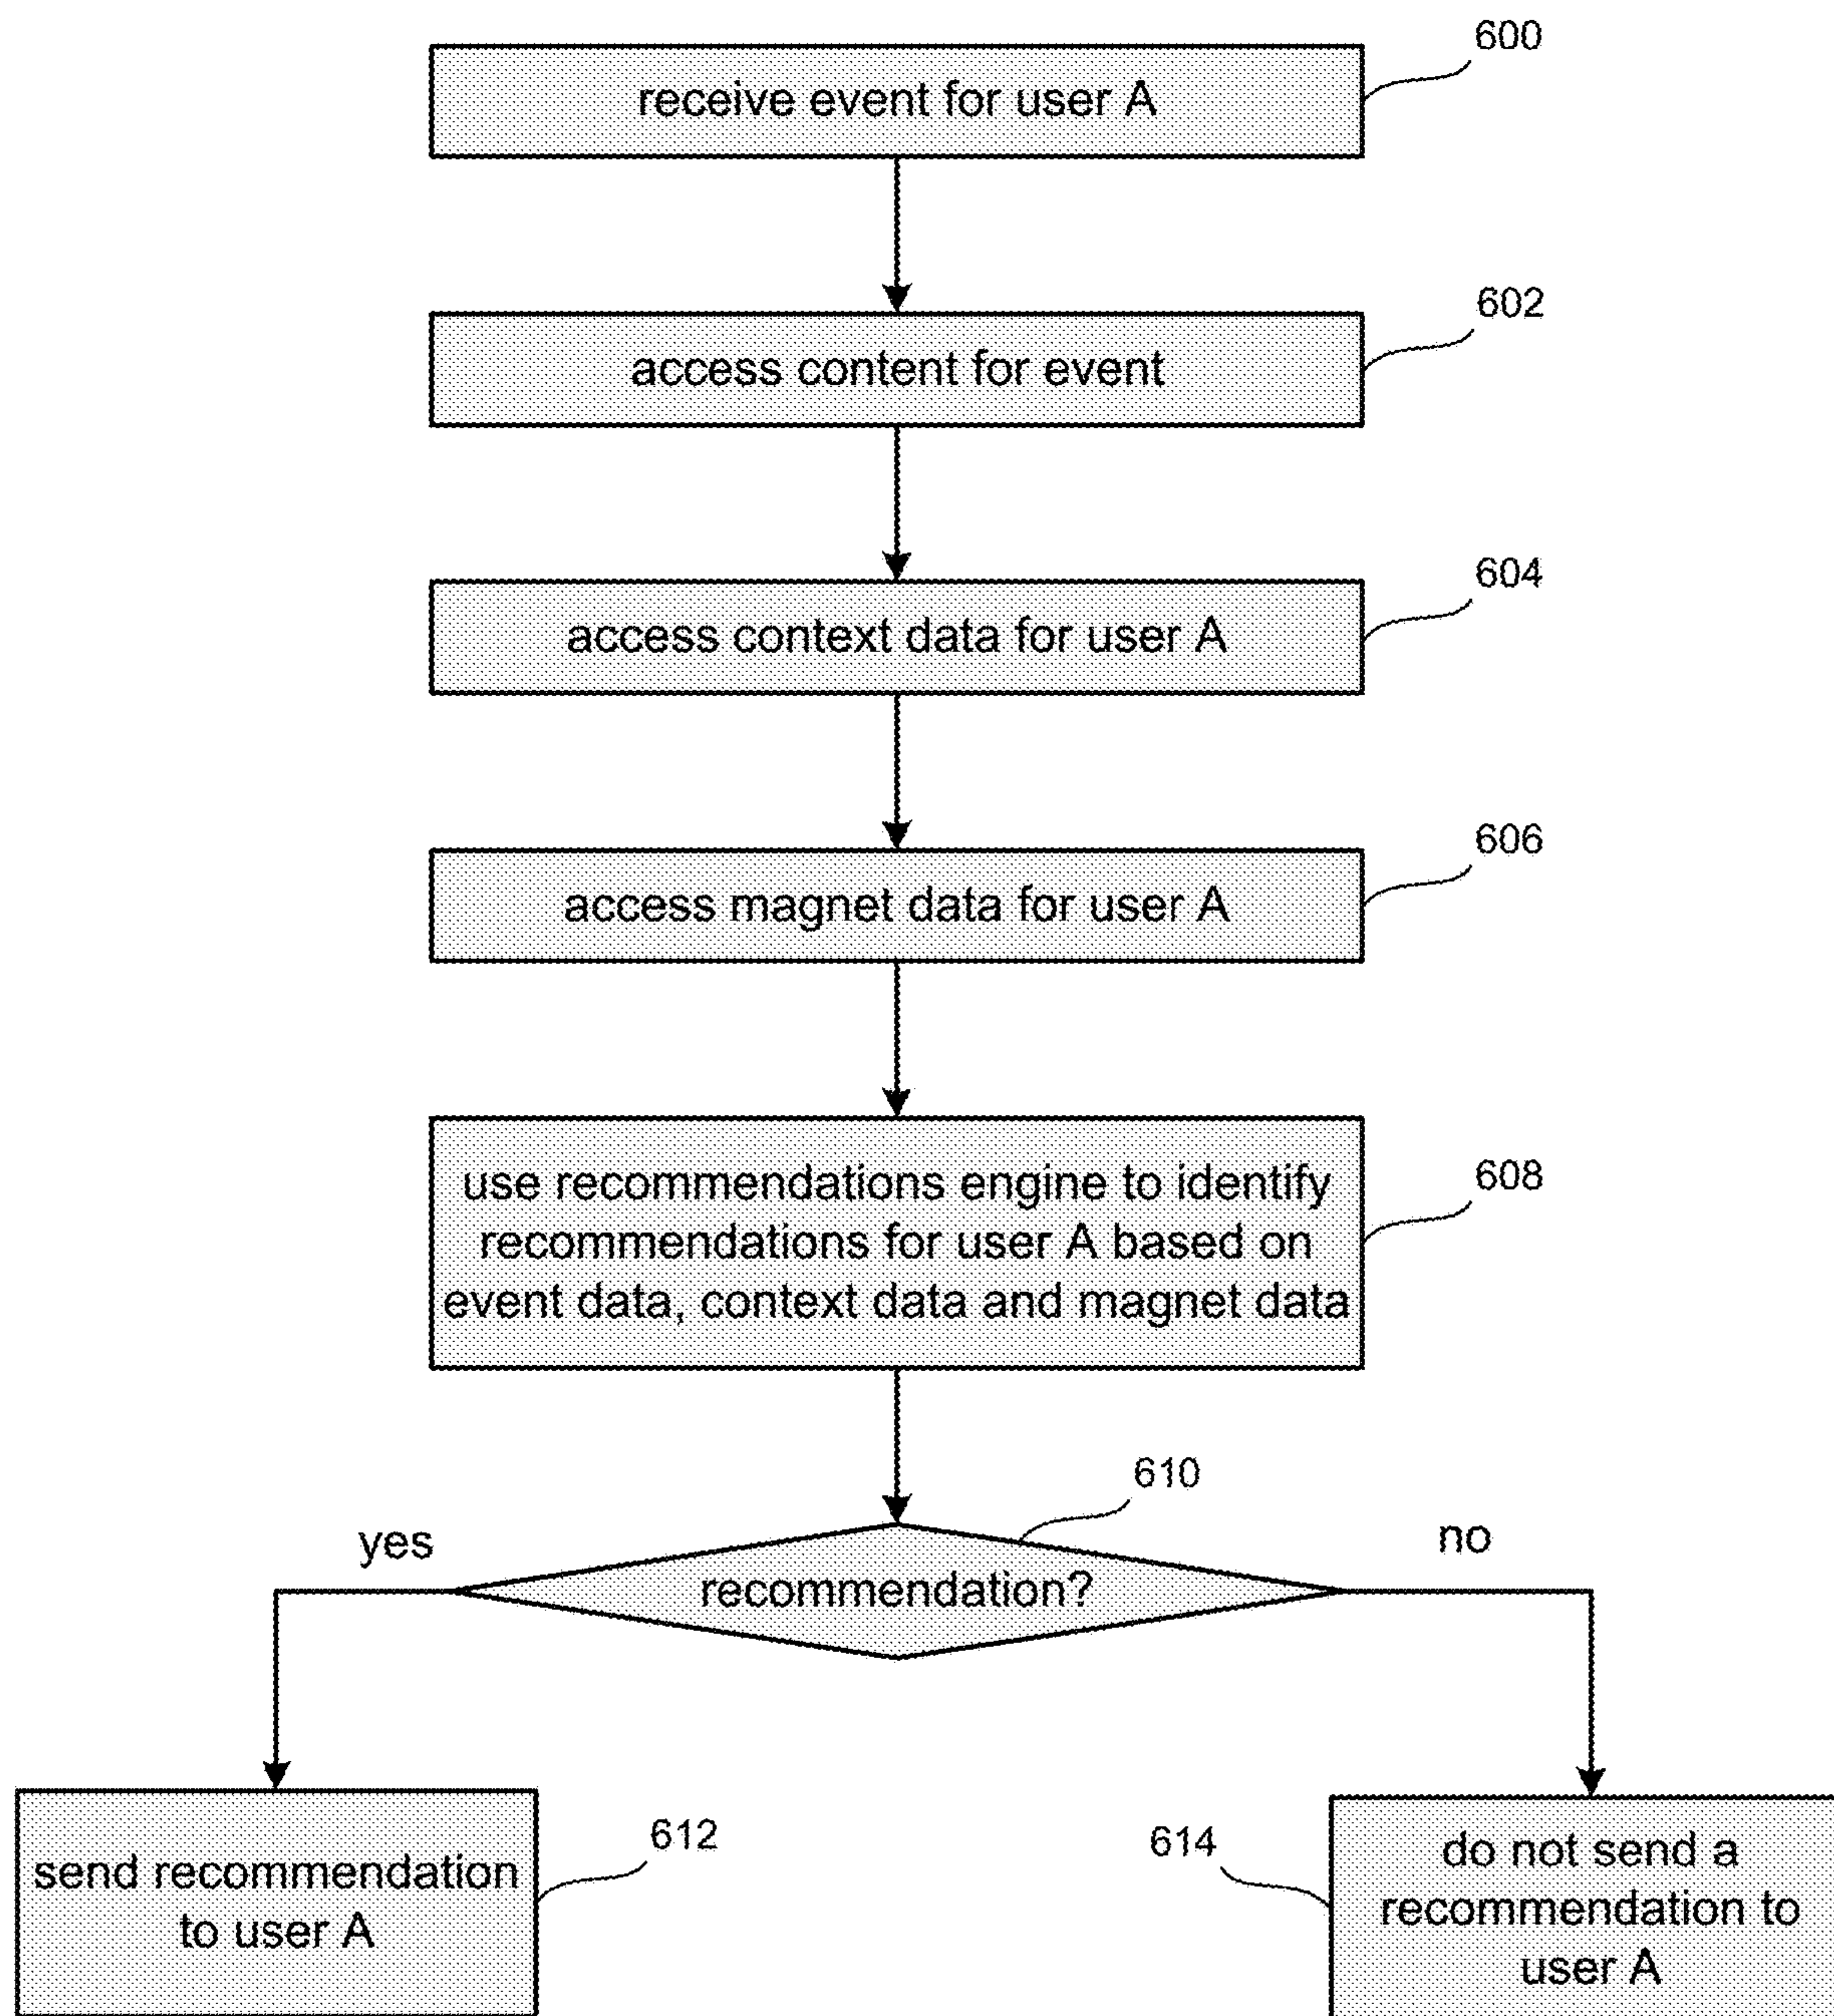 600
receive event for user A
602
access content for event
604
access context data for user A
606
access magnet data for user A
608
use recommendations engine to identify
recommendations for user A based on
event data, context data and magnet data
610
yes
no
recommendation?
612
send recommendation
to user A
614
do not send a
recommendation to
user A